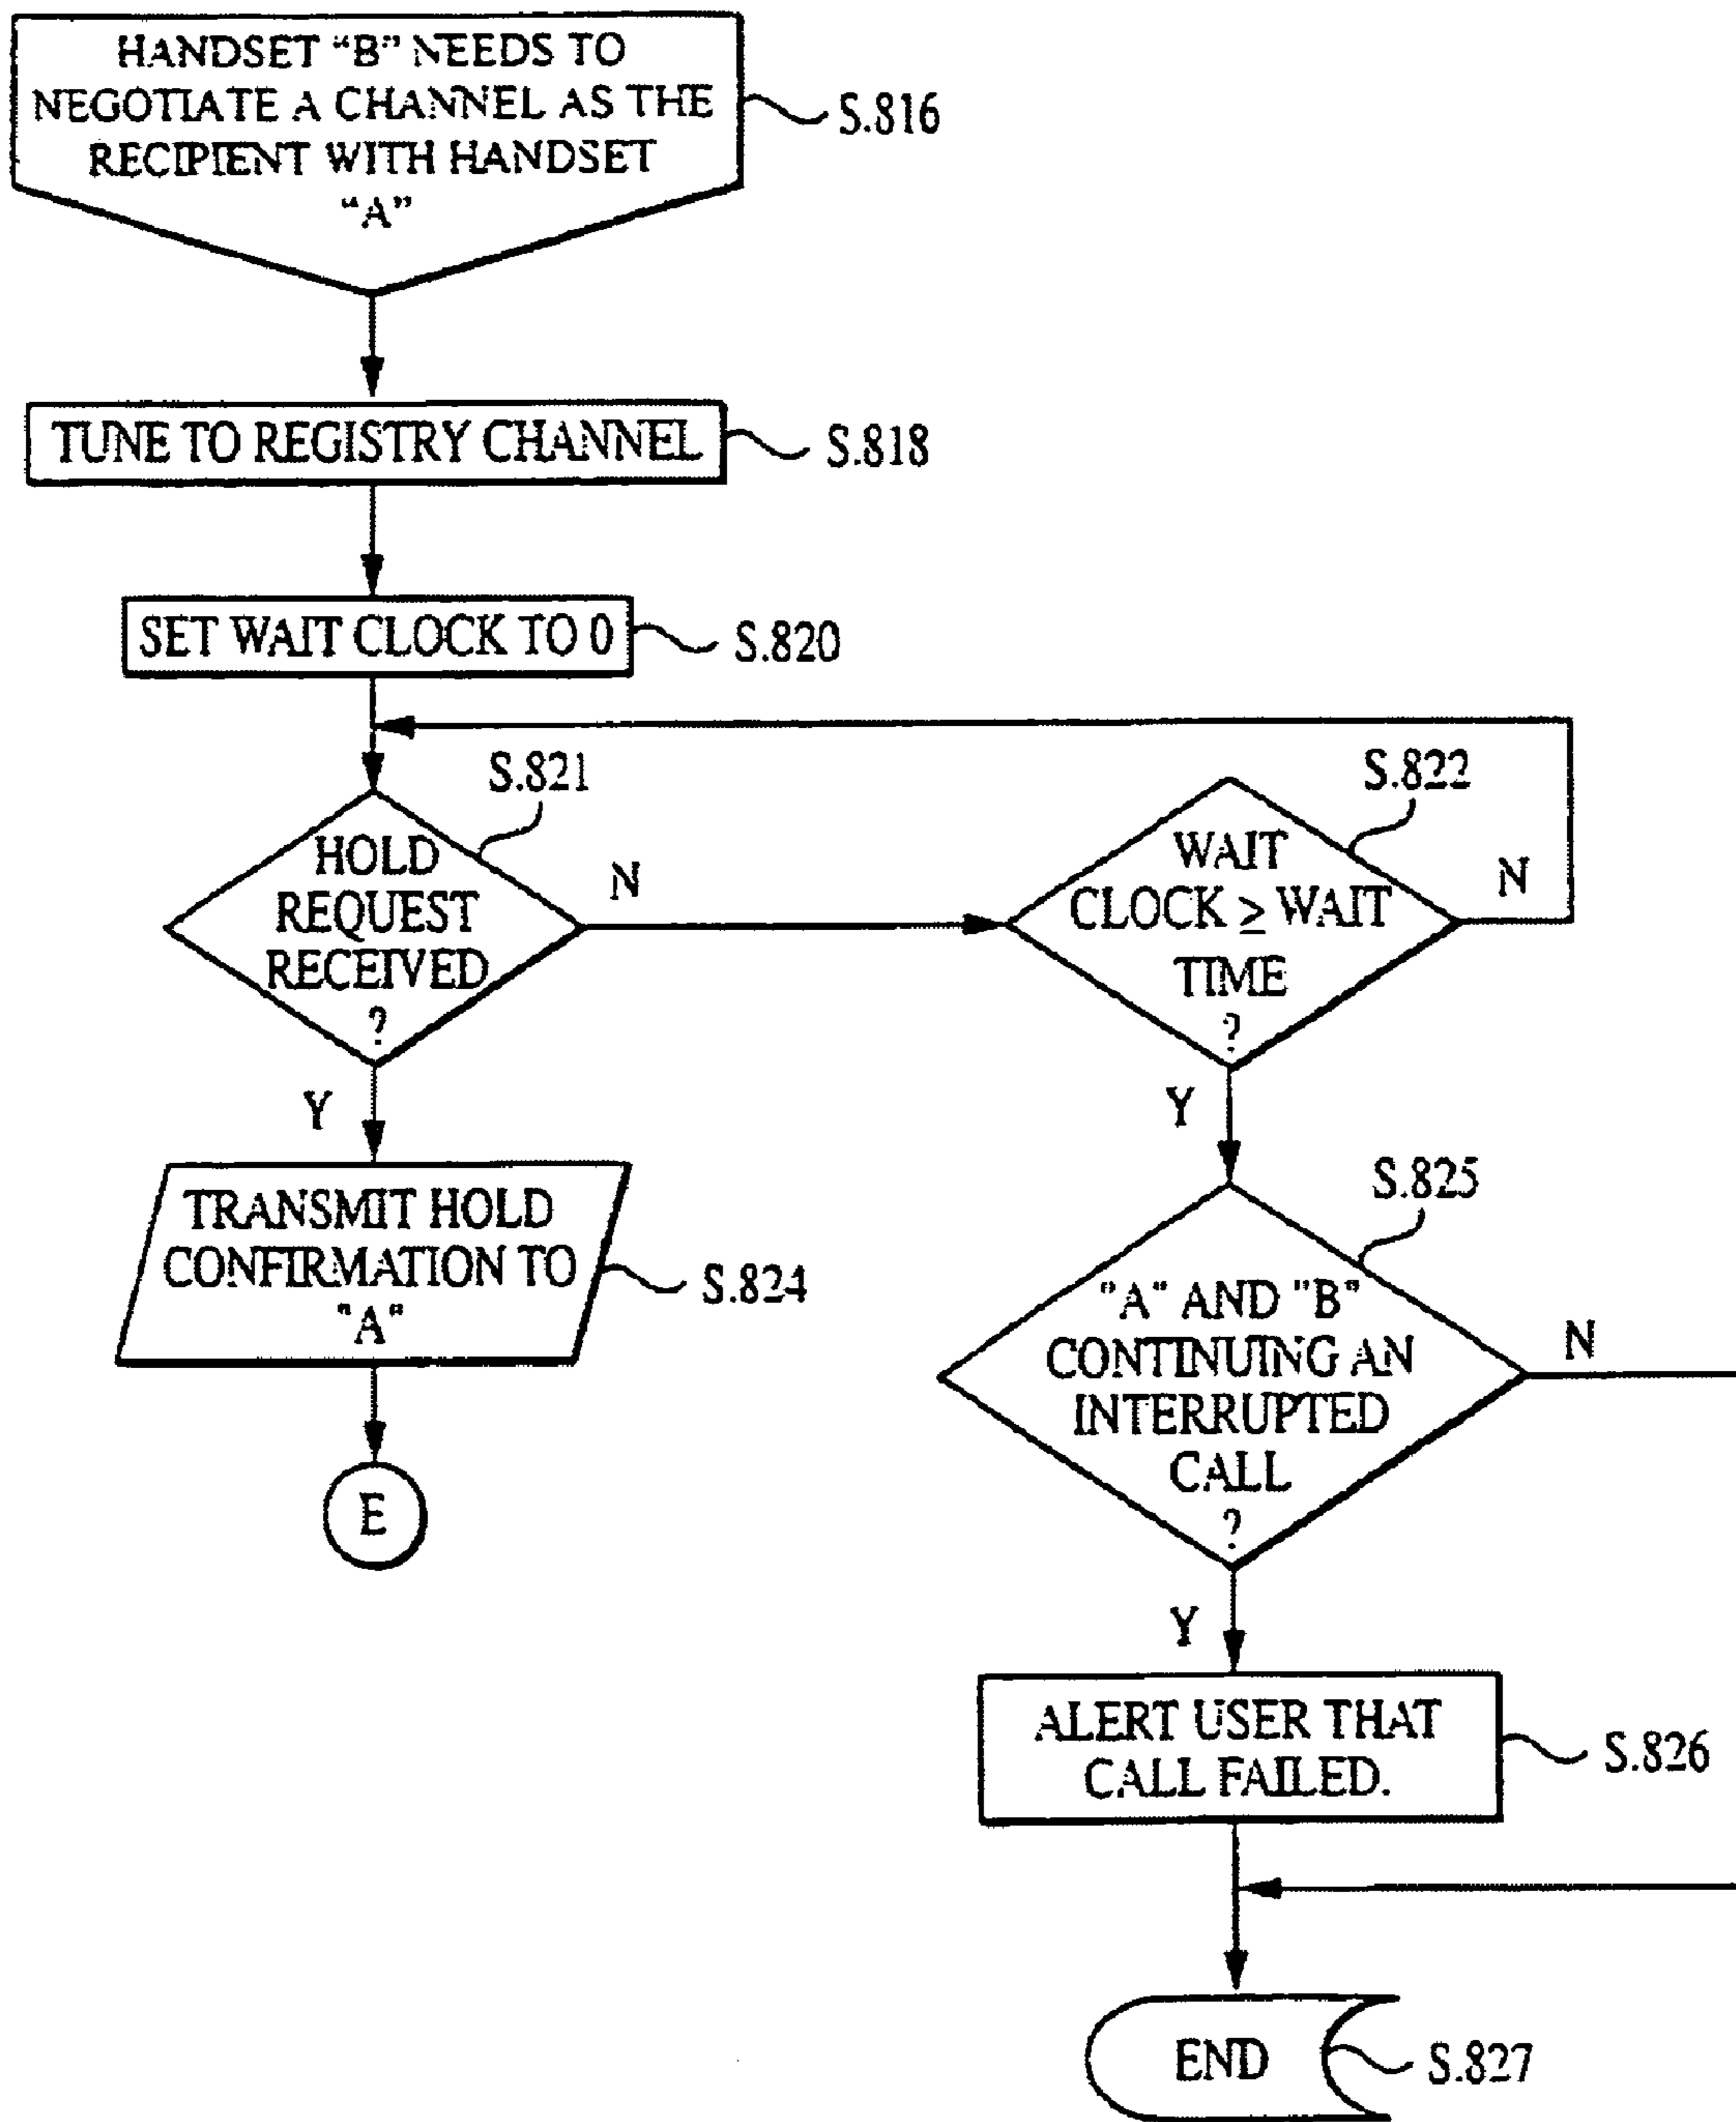 HANDSET “B” NEEDS TO
NEGOTIATE A CHANNEL AS THE
RECIPIENT WITH HANDSET
“A”
S.816
TUNE TO REGISTRY CHANNEL
S.818
SET WAIT CLOCK TO 0
S.820
S.821
HOLD
REQUEST
RECEIVED
?
N
Y
S.822
WAIT
CLOCK ≥ WAIT
TIME
?
N
Y
TRANSMIT HOLD
CONFIRMATION TO
"A"
S.824
E
S.825
"A" AND "B"
CONTINUING AN
INTERRUPTED
CALL
?
N
Y
ALERT USER THAT
CALL FAILED.
S.826
END
S.827